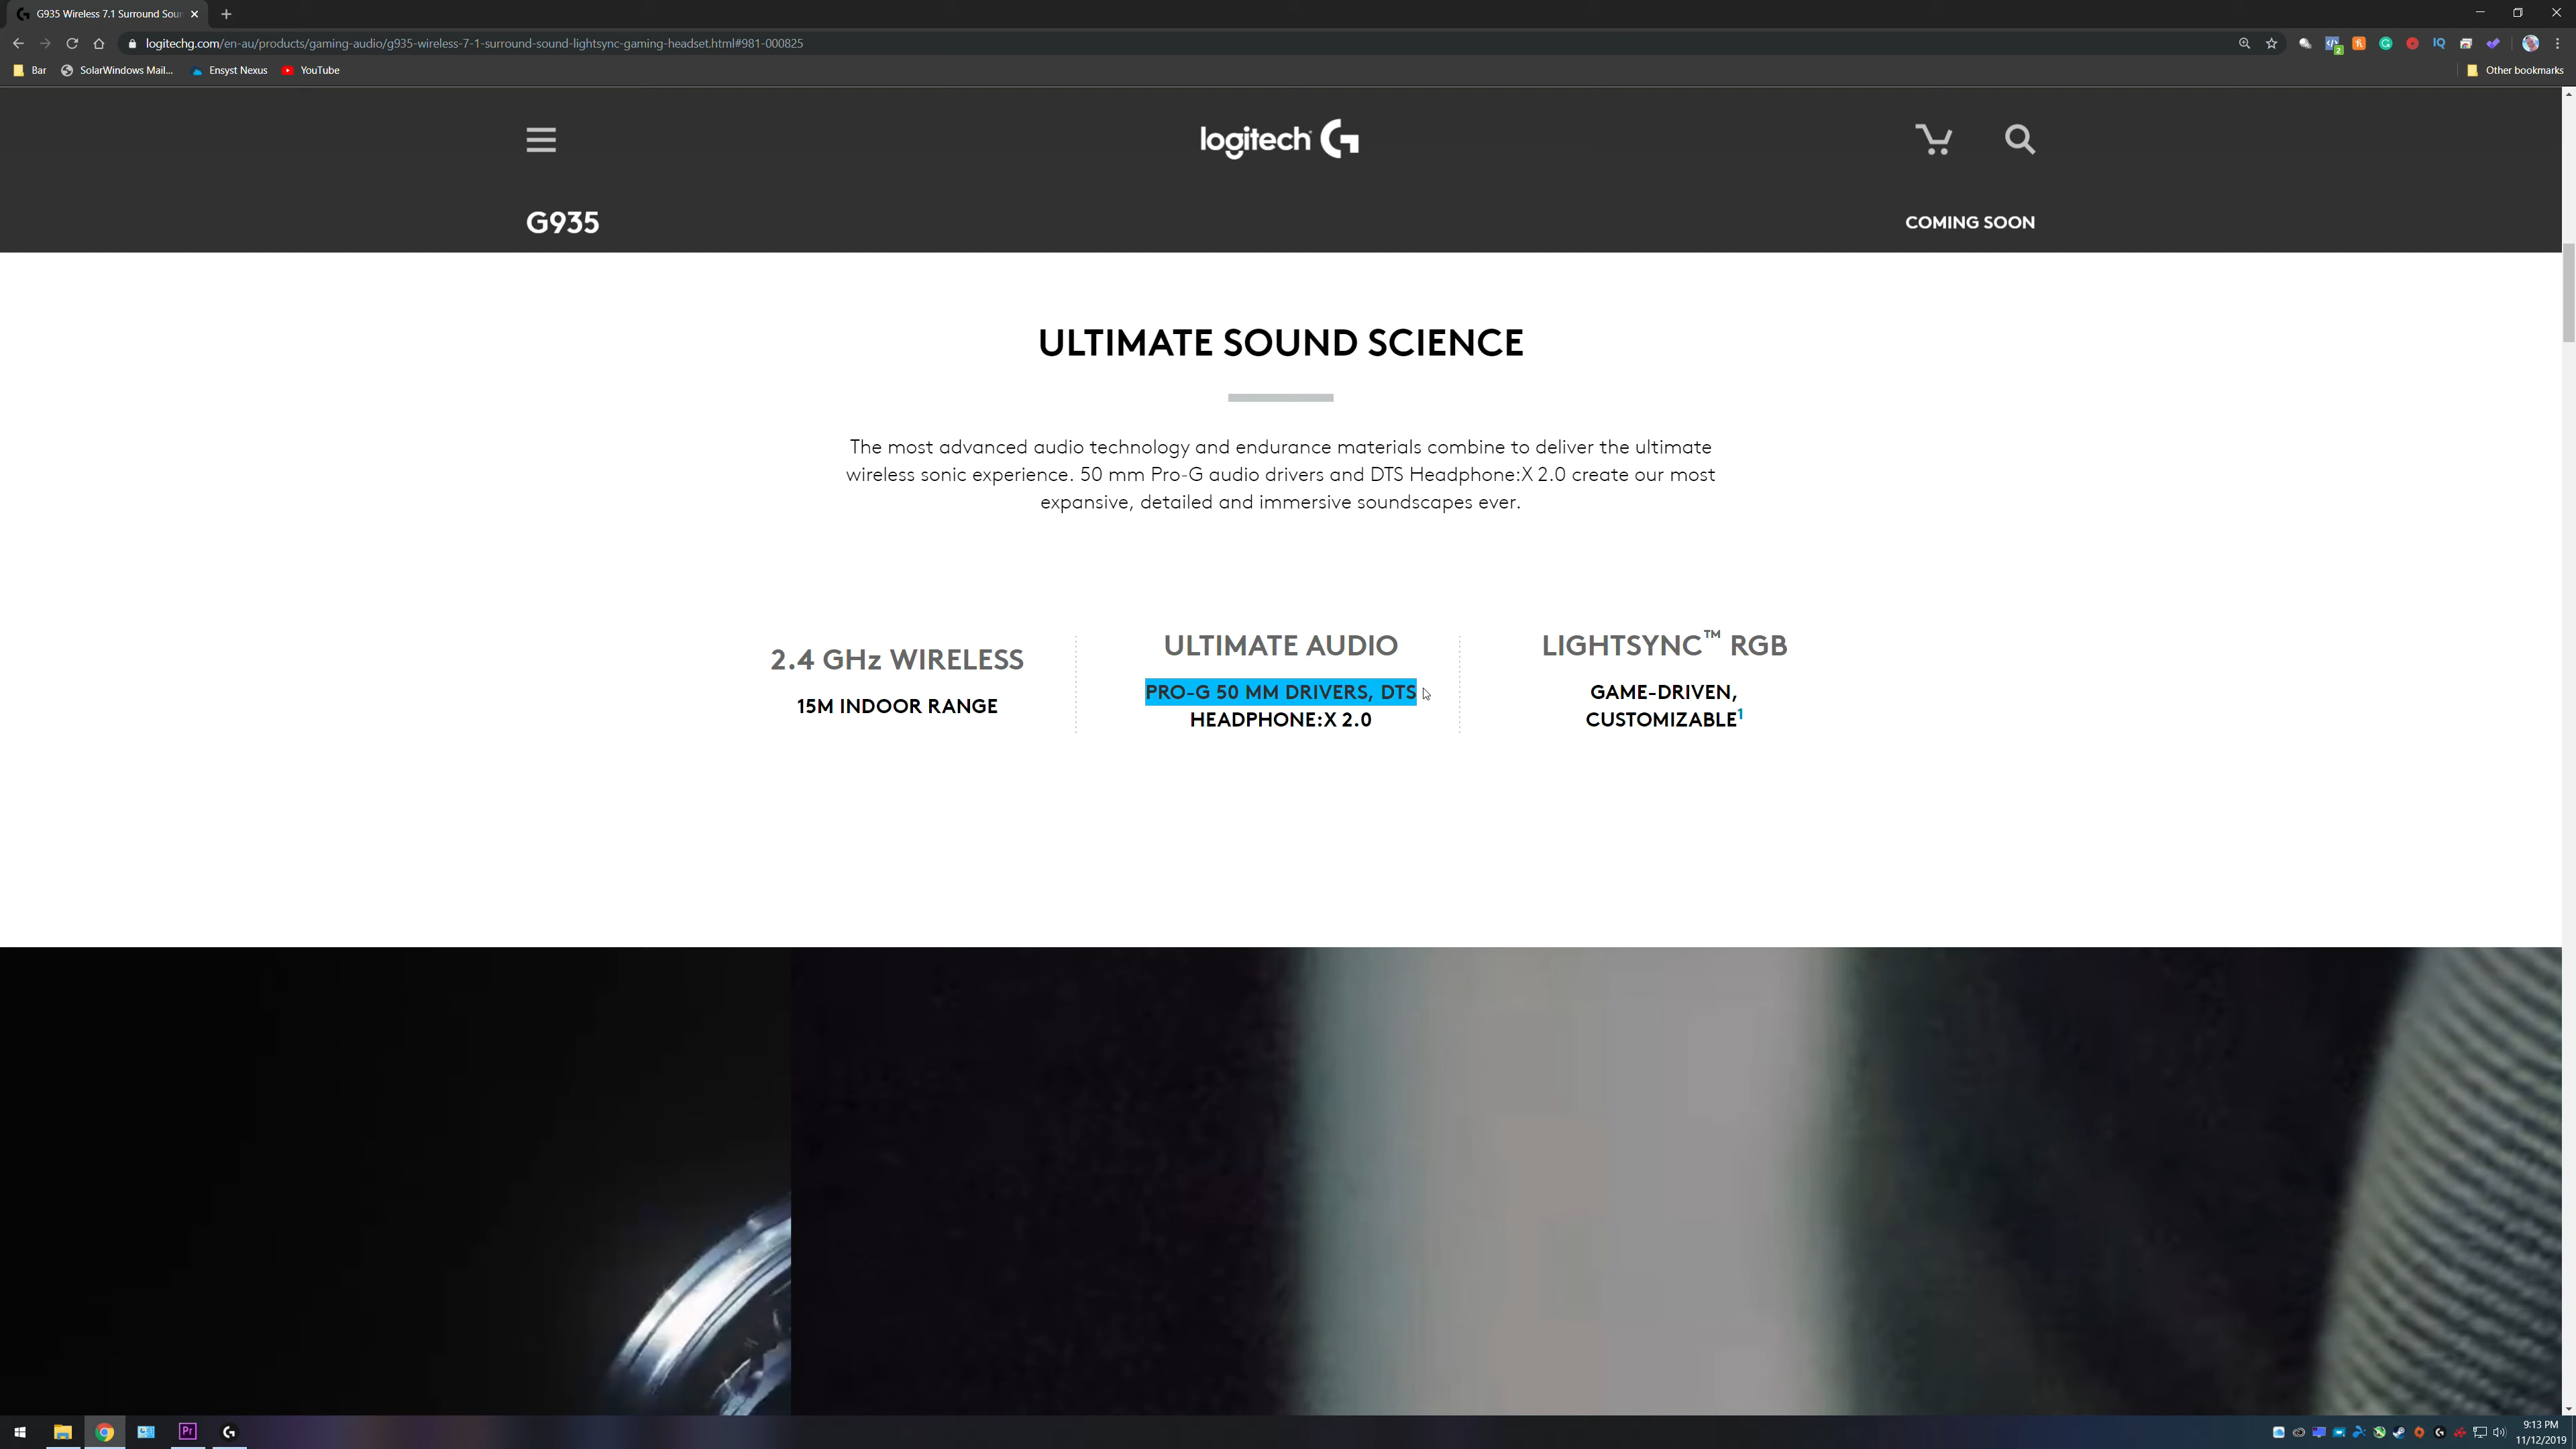 G935 Wireless 7.1 Surround Soun
logitechg.com/en-au/products/gaming-audio/g935-wireless-7-1-surround-sound-lightsync-gaming-headset.html#981-000825
2
IQ
Bar
SolarWindows Mail...
Ensyst Nexus
YouTube
Other bookmarks
logitech G
G935
COMING SOON
ULTIMATE SOUND SCIENCE
The most advanced audio technology and endurance materials combine to deliver the ultimate
wireless sonic experience. 50 mm Pro-G audio drivers and DTS Headphone:X 2.0 create our most
expansive, detailed and immersive soundscapes ever.
2.4 GHz WIRELESS
15M INDOOR RANGE
ULTIMATE AUDIO
PRO-G 50 MM DRIVERS, DTS
HEADPHONE:X 2.0
LIGHTSYNC™ RGB
GAME-DRIVEN,
CUSTOMIZABLE1
Pr
9:13 PM
11/12/2019